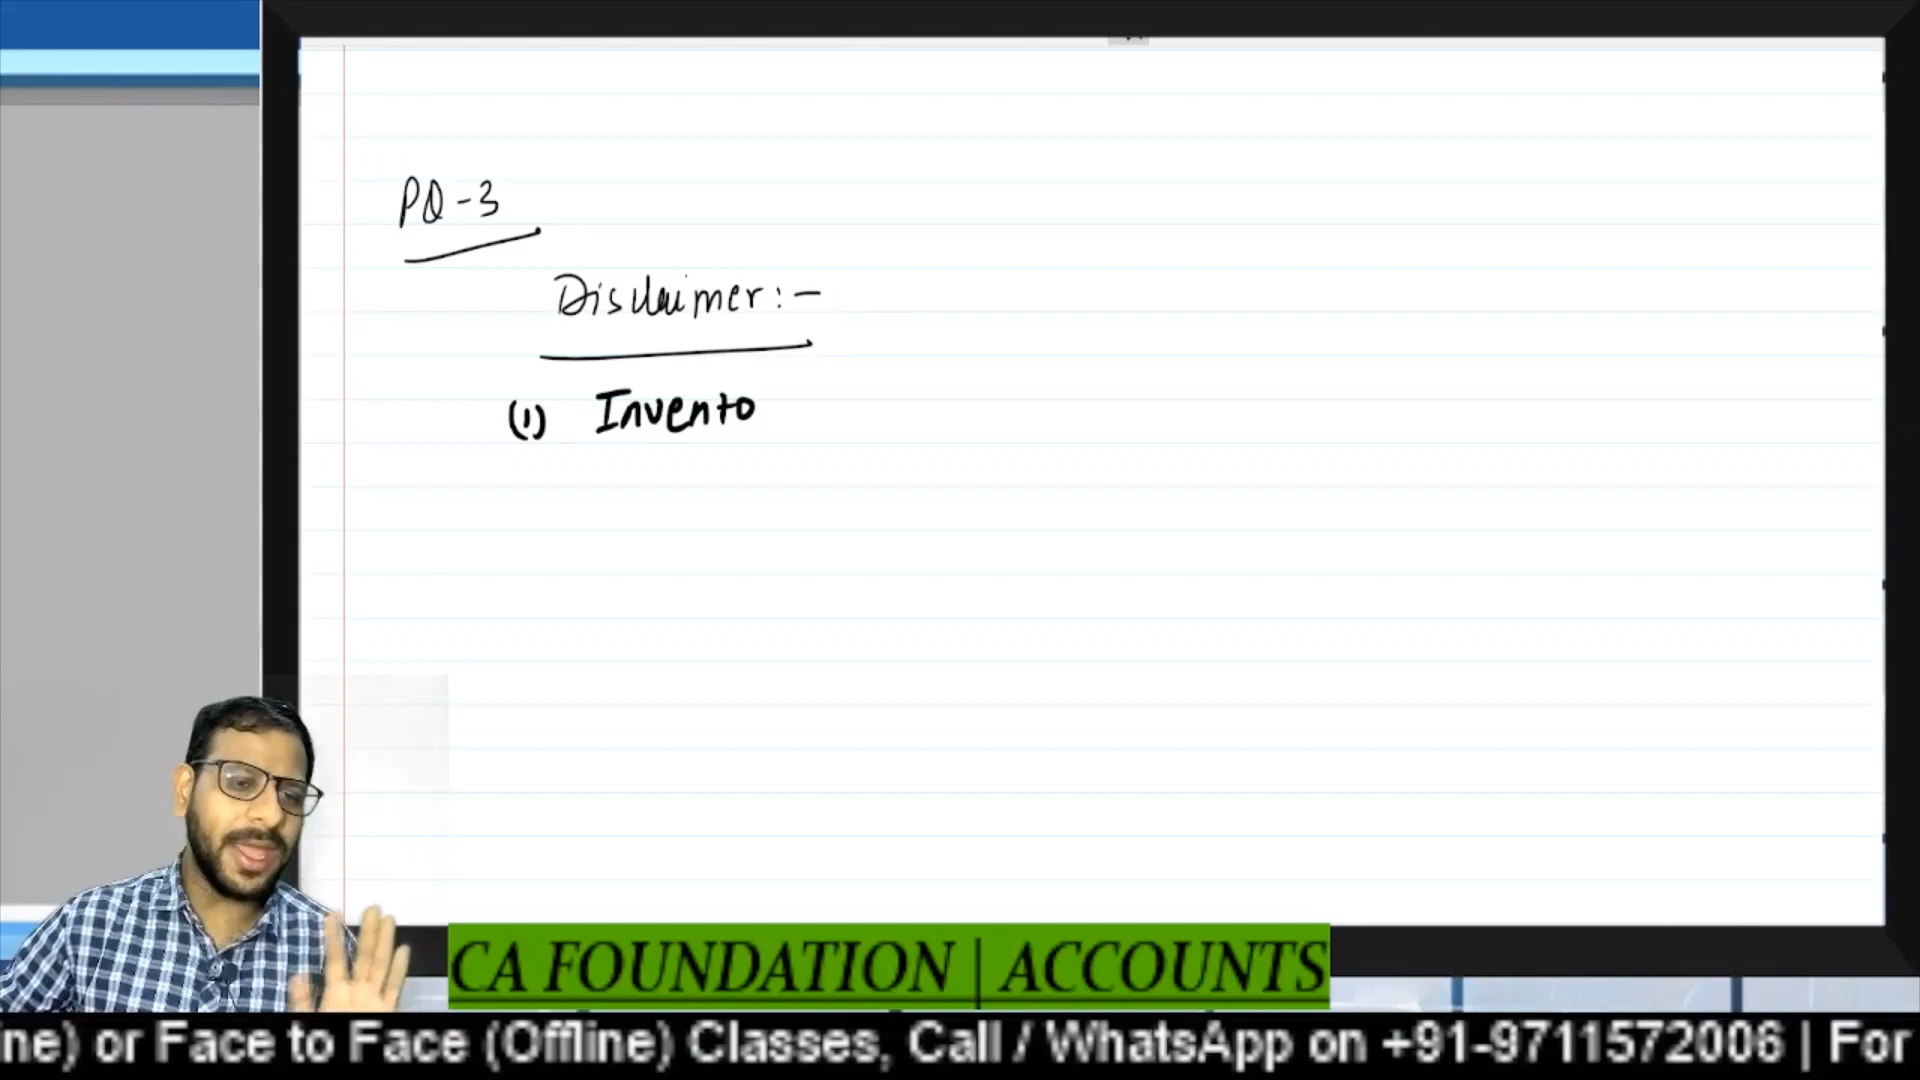 PQ-3
Disclaimer:-
(1) Invento
CA FOUNDATION | ACCOUNTS
ne) or Face to Face (Offline) Classes, Call / WhatsApp on +91-9711572006 | For